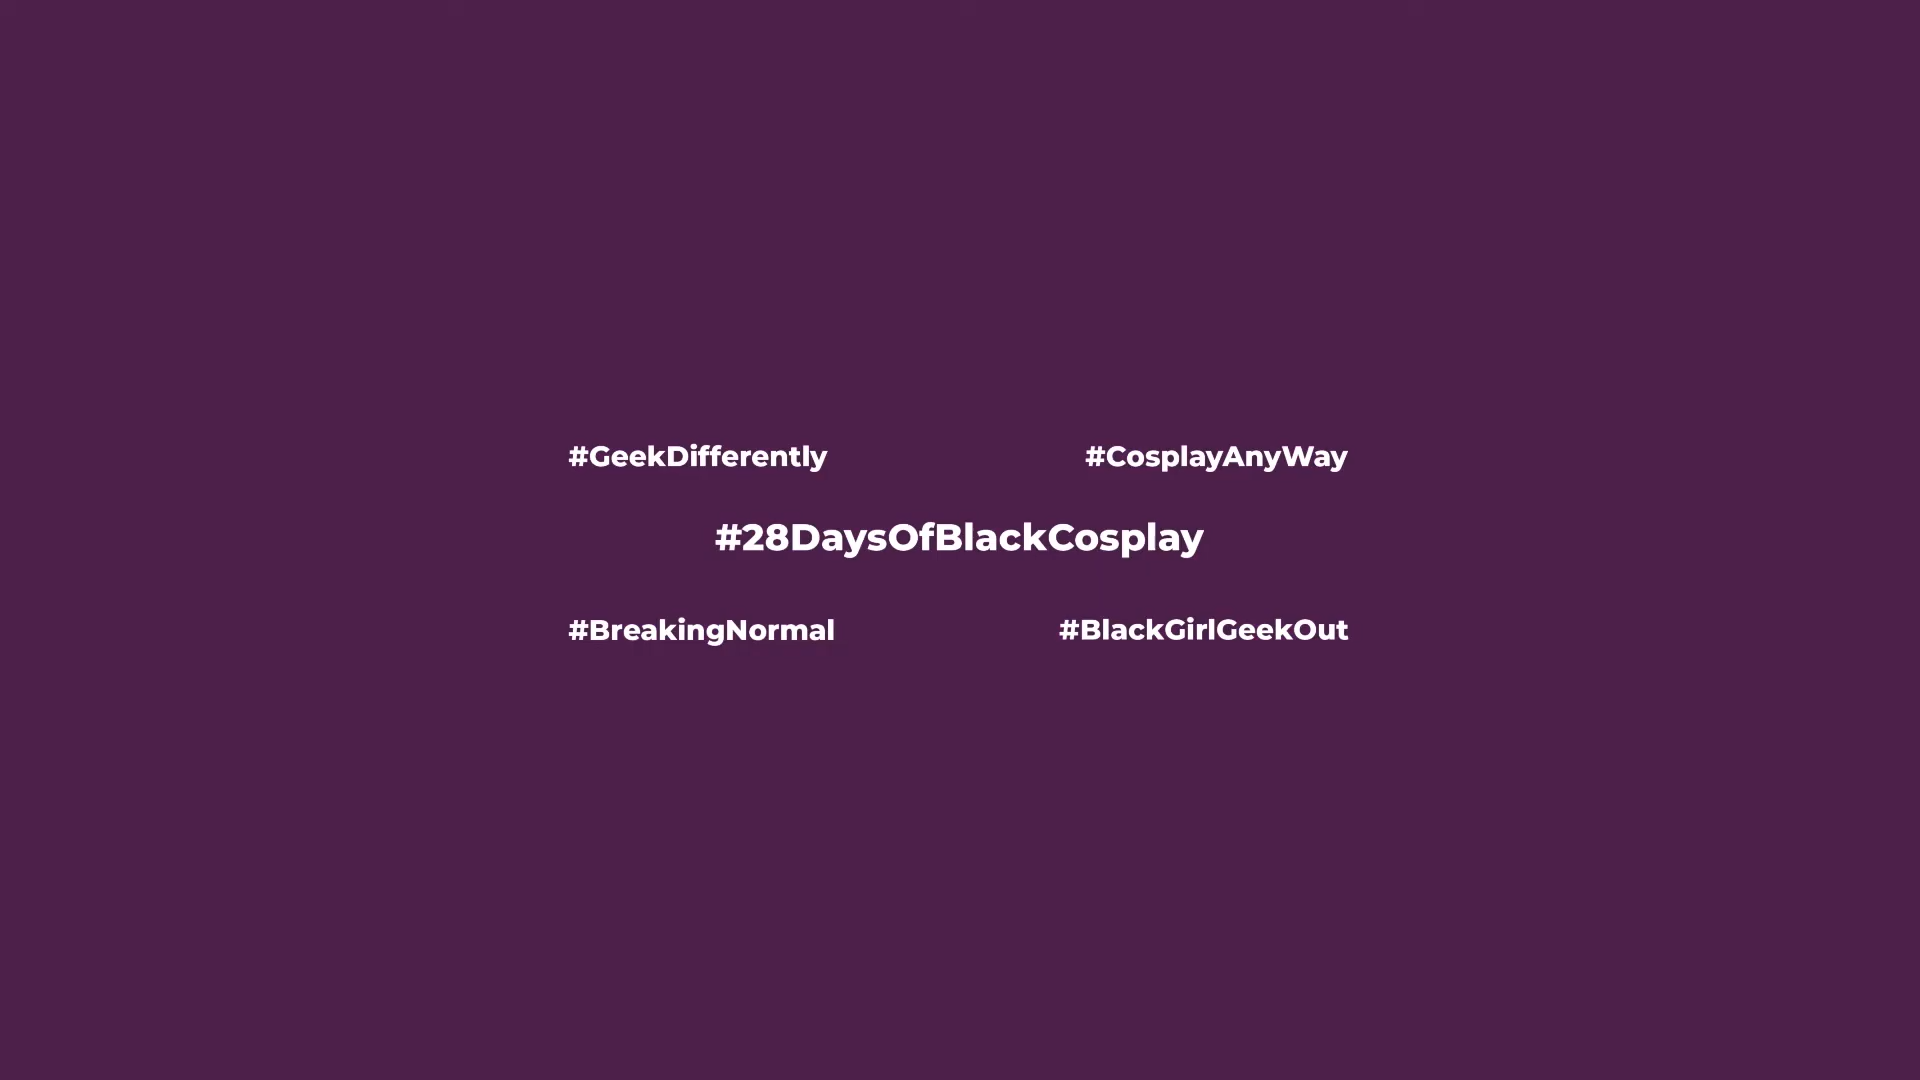 #GeekDifferently
#CosplayAnyWay
#28DaysOfBlackCosplay
#BreakingNormal
#BlackGirlGeekOut